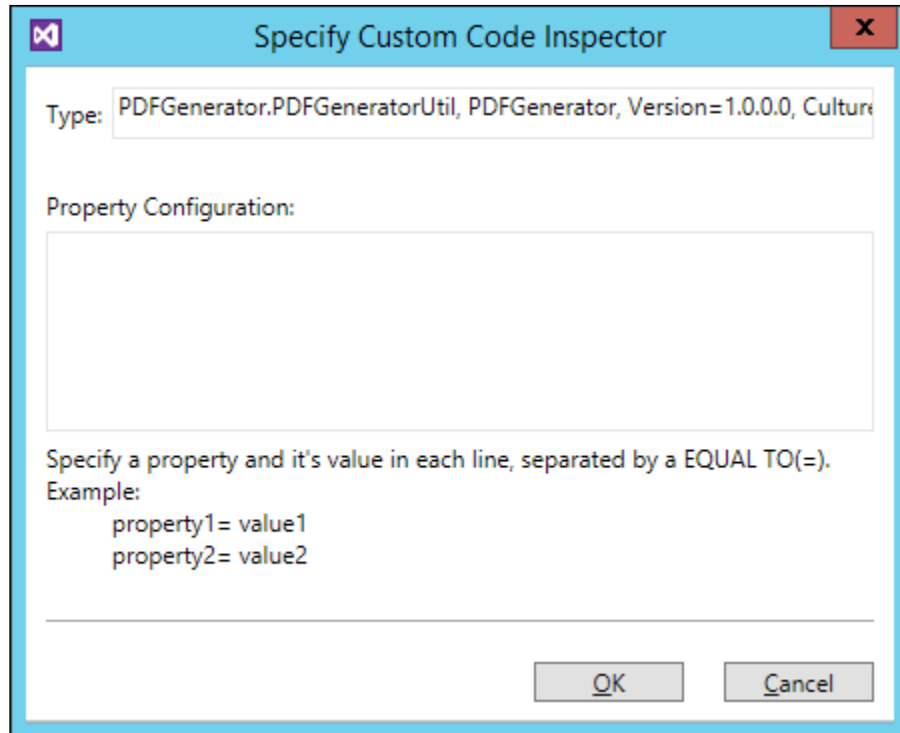 Specify Custom Code Inspector
x
Type: PDFGenerator.PDFGeneratorUtil, PDFGenerator, Version=1.0.0.0, Culture
Property Configuration:
Specify a property and it's value in each line, separated by a EQUAL TO(=).
Example:
property1= value1
property2= value2
OK Cancel